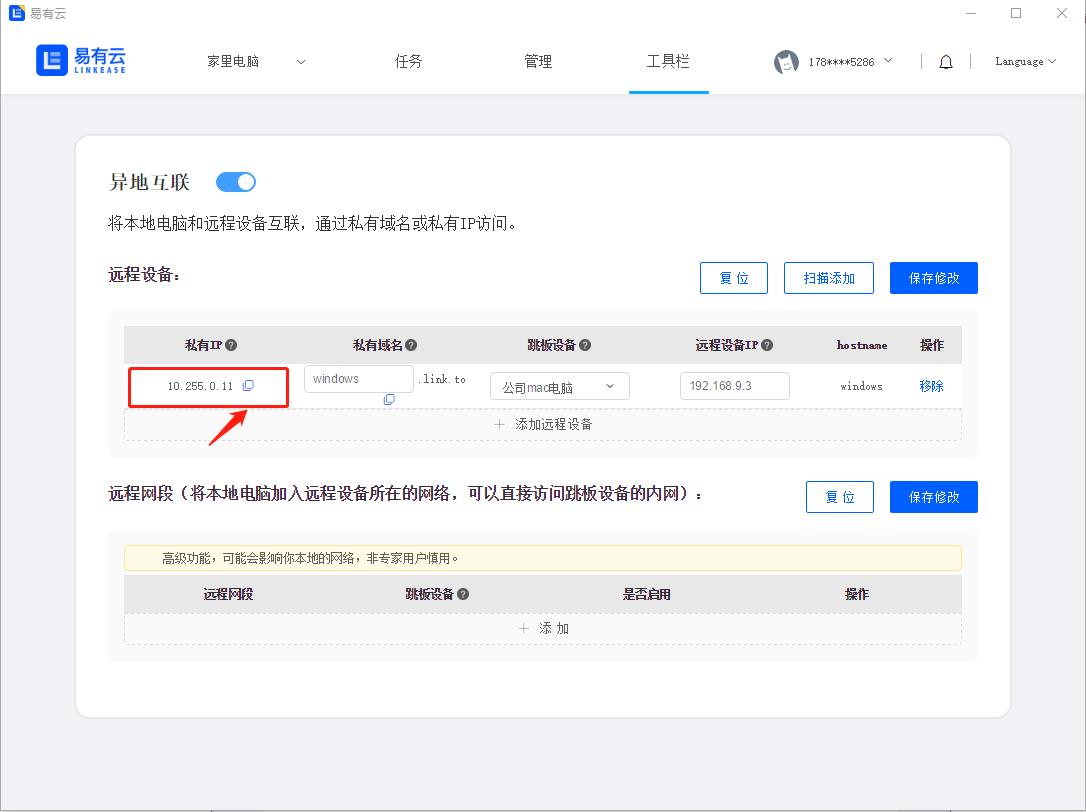 易有云
易有云
LINKEASE
家里电脑
任务
管理
工具栏
178****5286
Language
异地互联
将本地电脑和远程设备互联，通过私有域名或私有IP访问。
远程设备：
复 位
扫描添加
保存修改
私有IP
私有域名
跳板设备
远程设备IP
hostname
操作
10.255.0.11
windows
.link.to
公司mac电脑
192.168.9.3
windows
移除
添加远程设备
远程网段（将本地电脑加入远程设备所在的网络，可以直接访问跳板设备的内网）：
复 位
保存修改
高级功能，可能会影响你本地的网络，非专家用户慎用。
远程网段
跳板设备
是否启用
操作
添 加